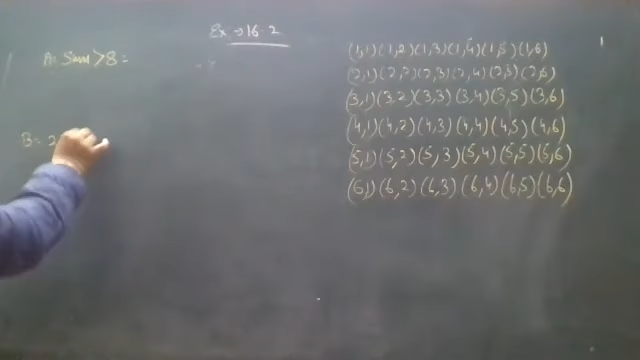 Ex → 16.2
A: Sum > 8 =
B = 2
(1,1) (1,2) (1,3) (1,4) (1,5) (1,6)
(2,1) (2,2) (2,3) (2,4) (2,5) (2,6)
(3,1) (3,2) (3,3) (3,4) (3,5) (3,6)
(4,1) (4,2) (4,3) (4,4) (4,5) (4,6)
(5,1) (5,2) (5,3) (5,4) (5,5) (5,6)
(6,1) (6,2) (6,3) (6,4) (6,5) (6,6)